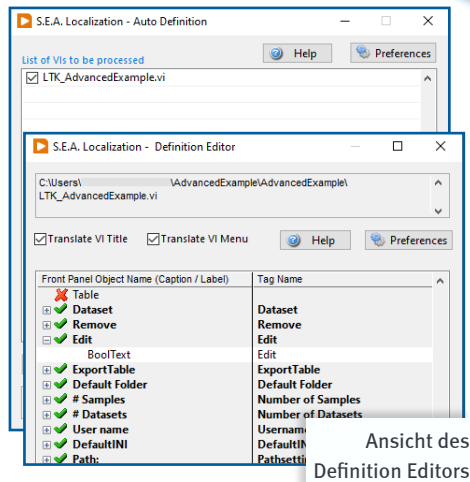 S.E.A. Localization - Auto Definition
List of VIs to be processed
Help
Preferences
LTK_AdvancedExample.vi
S.E.A. Localization - Definition Editor
C:\Users\ \AdvancedExample\AdvancedExample\
LTK_AdvancedExample.vi
Translate VI Title Translate VI Menu Help Preferences
Front Panel Object Name (Caption / Label) Tag Name
Table
Dataset Dataset
Remove Remove
Edit Edit
BoolText Edit
ExportTable ExportTable
Default Folder Default Folder
# Samples Number of Samples
# Datasets Number of Datasets
User name
DefaultINI
Path:
Ansicht des
Definition Editors